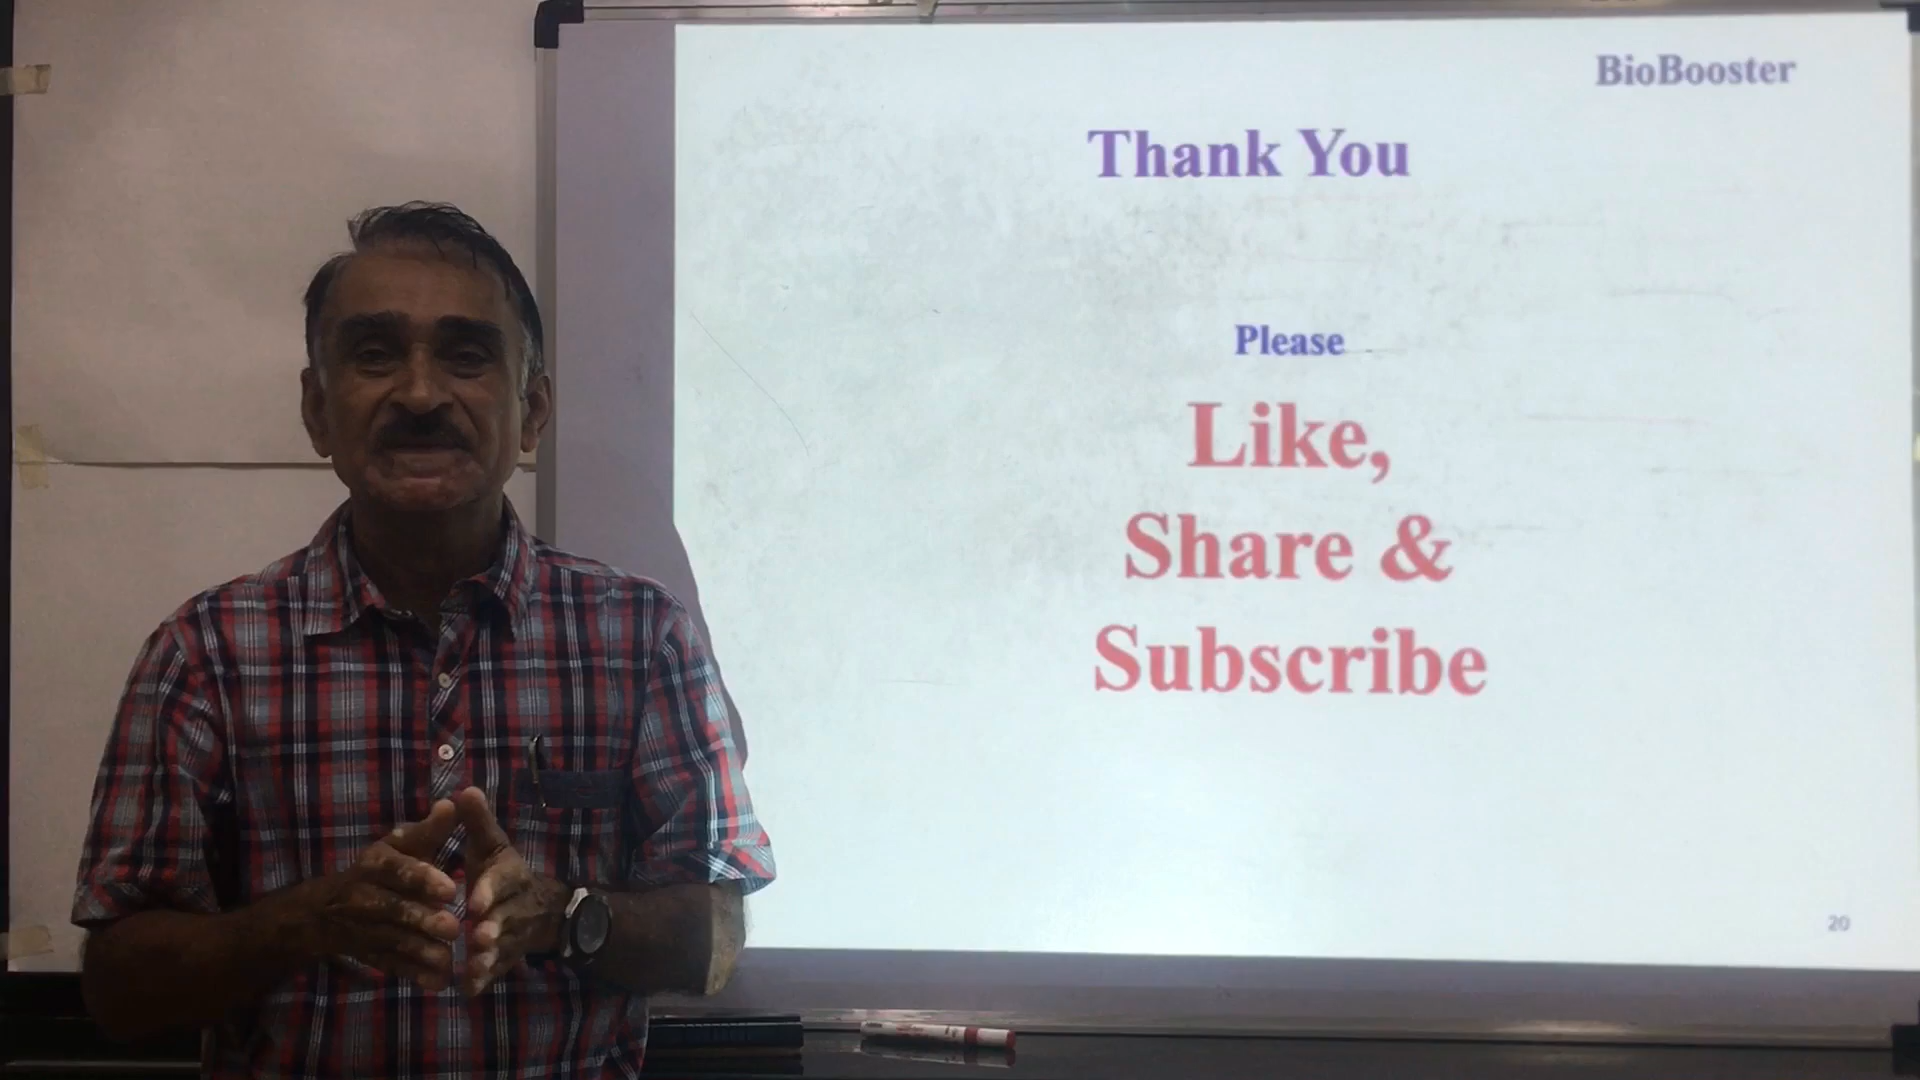 BioBooster
Thank You
Please
Like,
Share &
Subscribe
20